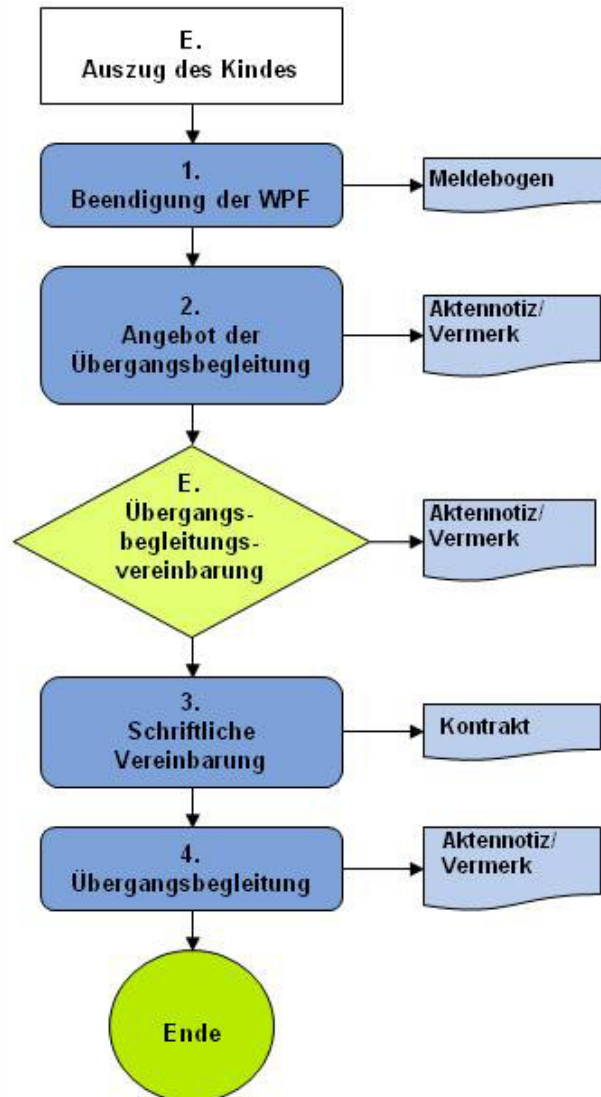 E.
Auszug des Kindes
1.
Beendigung der WPF
Meldebogen
2.
Angebot der
Übergangsbegleitung
Aktennotiz/
Vermerk
E.
Übergangs-
begleitungs-
vereinbarung
Aktennotiz/
Vermerk
3.
Schriftliche
Vereinbarung
Kontrakt
4.
Übergangsbegleitung
Aktennotiz/
Vermerk
Ende